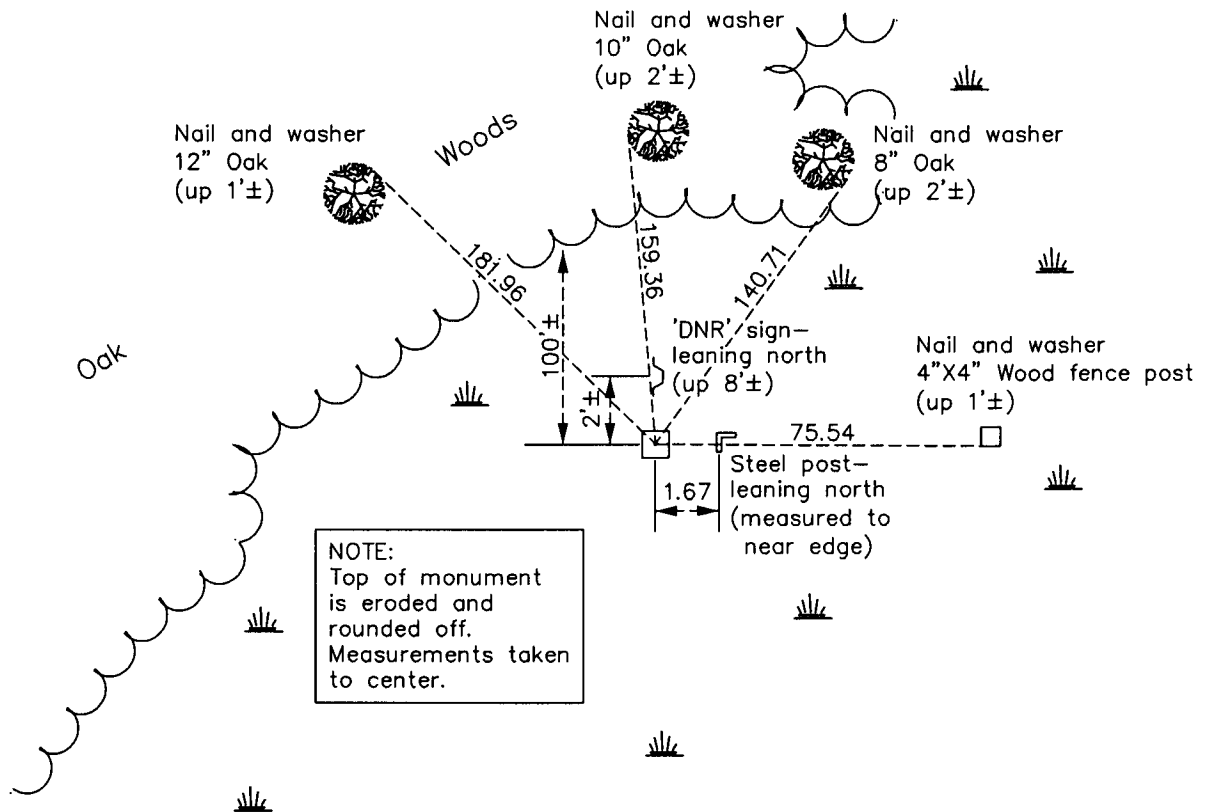 Nail and washer
10" Oak
(up 2'±)
Nail and washer
12" Oak
(up 1'±)
Woods
Nail and washer
8" Oak
(up 2'±)
181.96
159.36
140.71
100'±
2'±
Oak
'DNR' sign–
leaning north
(up 8'±)
Nail and washer
4"X4" Wood fence post
(up 1'±)
75.54
1.67
Steel post–
leaning north
(measured to
near edge)
NOTE:
Top of monument
is eroded and
rounded off.
Measurements taken
to center.